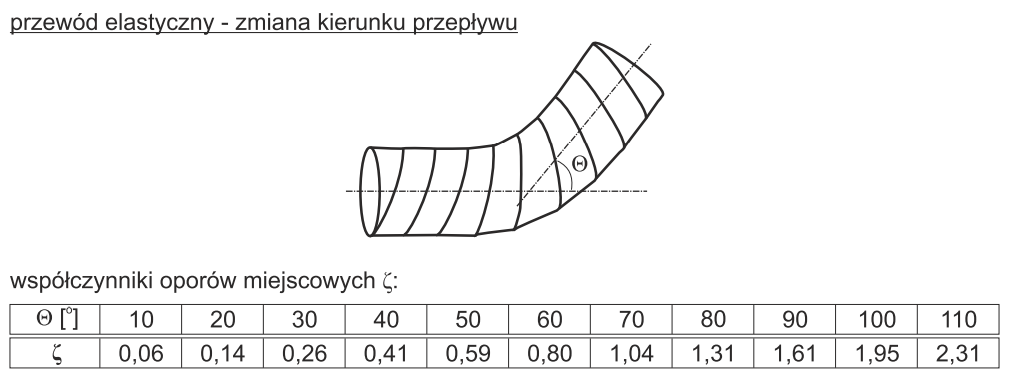 przewód elastyczny - zmiana kierunku przepływu
Θ
współczynniki oporów miejscowych ζ:
Θ [°] 10 20 30 40 50 60 70 80 90 100 110
ζ 0,06 0,14 0,26 0,41 0,59 0,80 1,04 1,31 1,61 1,95 2,31